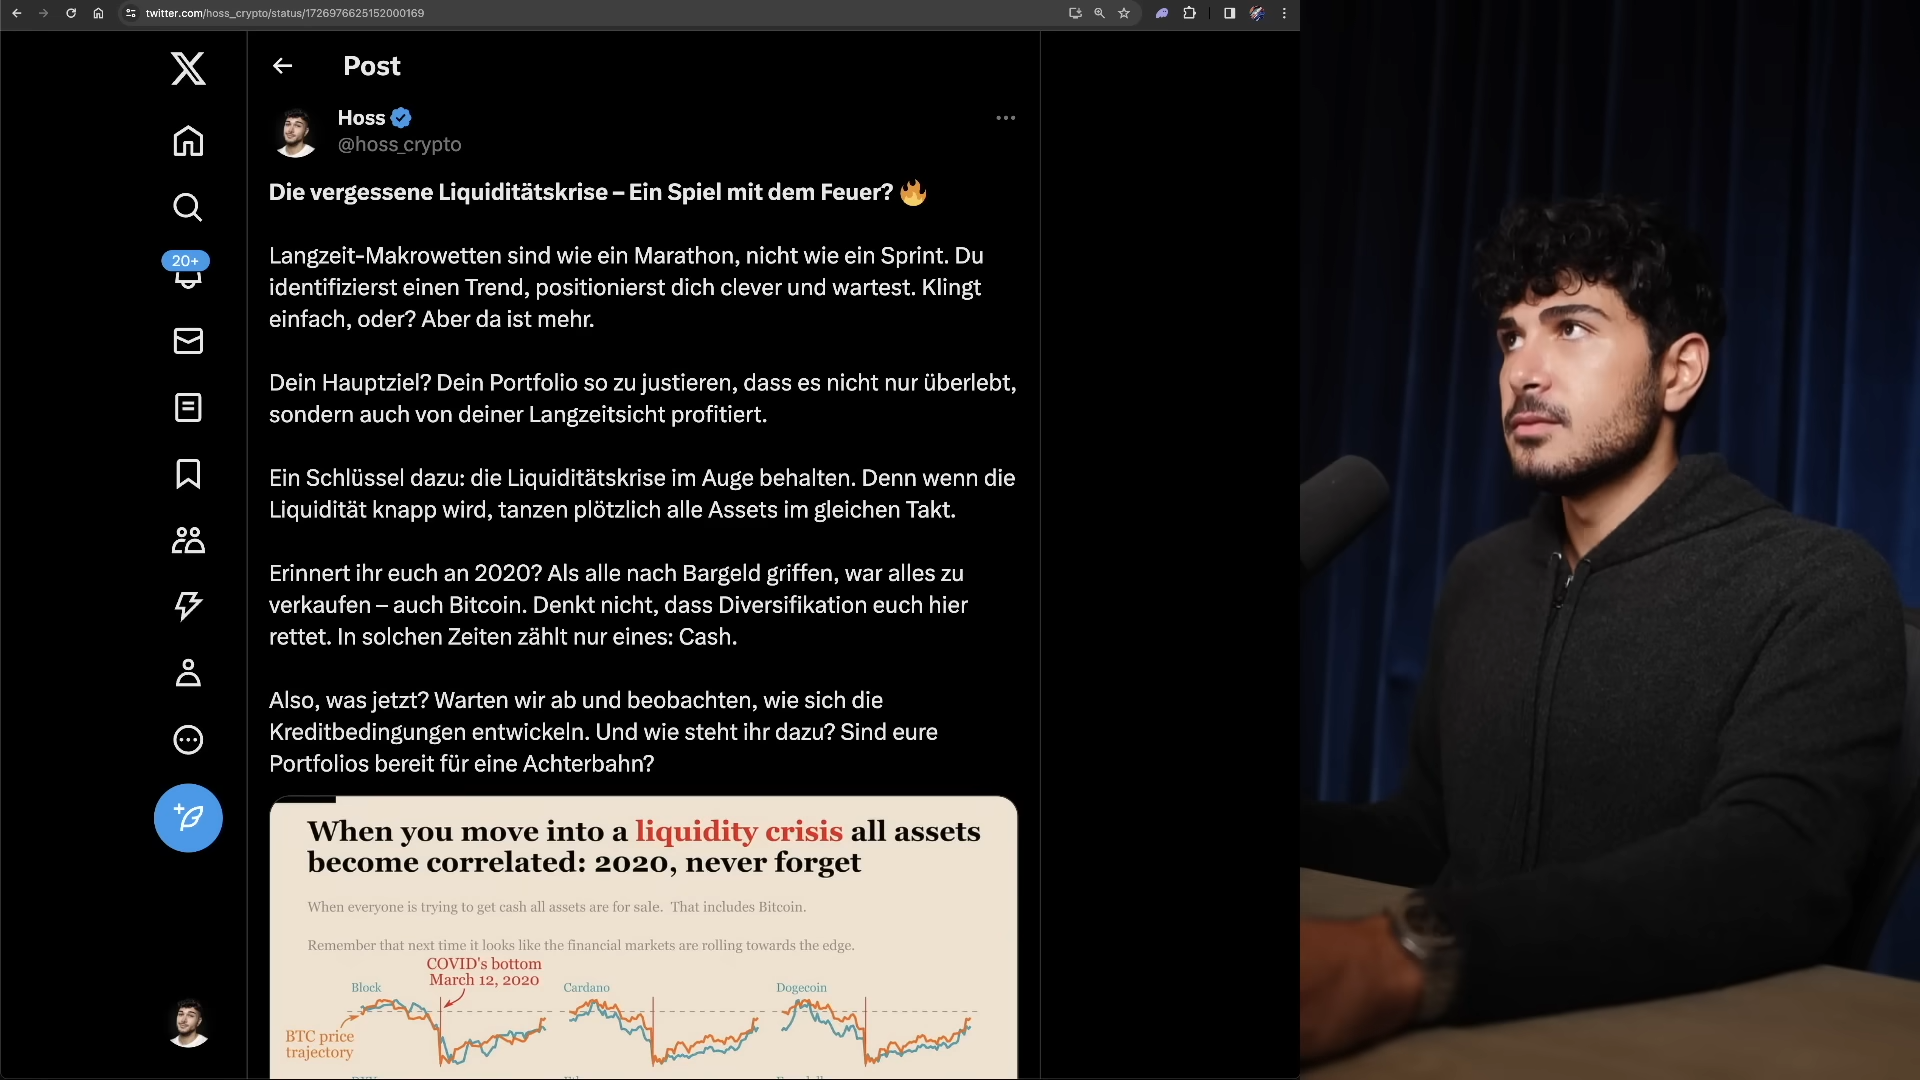 twitter.com/hoss_crypto/status/1726976625152000169
Post
Hoss
@hoss_crypto
Die vergessene Liquiditätskrise – Ein Spiel mit dem Feuer? 🔥
Langzeit-Makrowetten sind wie ein Marathon, nicht wie ein Sprint. Du
identifizierst einen Trend, positionierst dich clever und wartest. Klingt
einfach, oder? Aber da ist mehr.
Dein Hauptziel? Dein Portfolio so zu justieren, dass es nicht nur überlebt,
sondern auch von deiner Langzeitsicht profitiert.
Ein Schlüssel dazu: die Liquiditätskrise im Auge behalten. Denn wenn die
Liquidität knapp wird, tanzen plötzlich alle Assets im gleichen Takt.
20+
Erinnert ihr euch an 2020? Als alle nach Bargeld griffen, war alles zu
verkaufen – auch Bitcoin. Denkt nicht, dass Diversifikation euch hier
rettet. In solchen Zeiten zählt nur eines: Cash.
Also, was jetzt? Warten wir ab und beobachten, wie sich die
Kreditbedingungen entwickeln. Und wie steht ihr dazu? Sind eure
Portfolios bereit für eine Achterbahn?
When you move into a liquidity crisis all assets
become correlated: 2020, never forget
When everyone is trying to get cash all assets are for sale. That includes Bitcoin.
Remember that next time it looks like the financial markets are rolling towards the edge.
COVID's bottom
March 12, 2020
Block
Cardano
Dogecoin
BTC price
trajectory